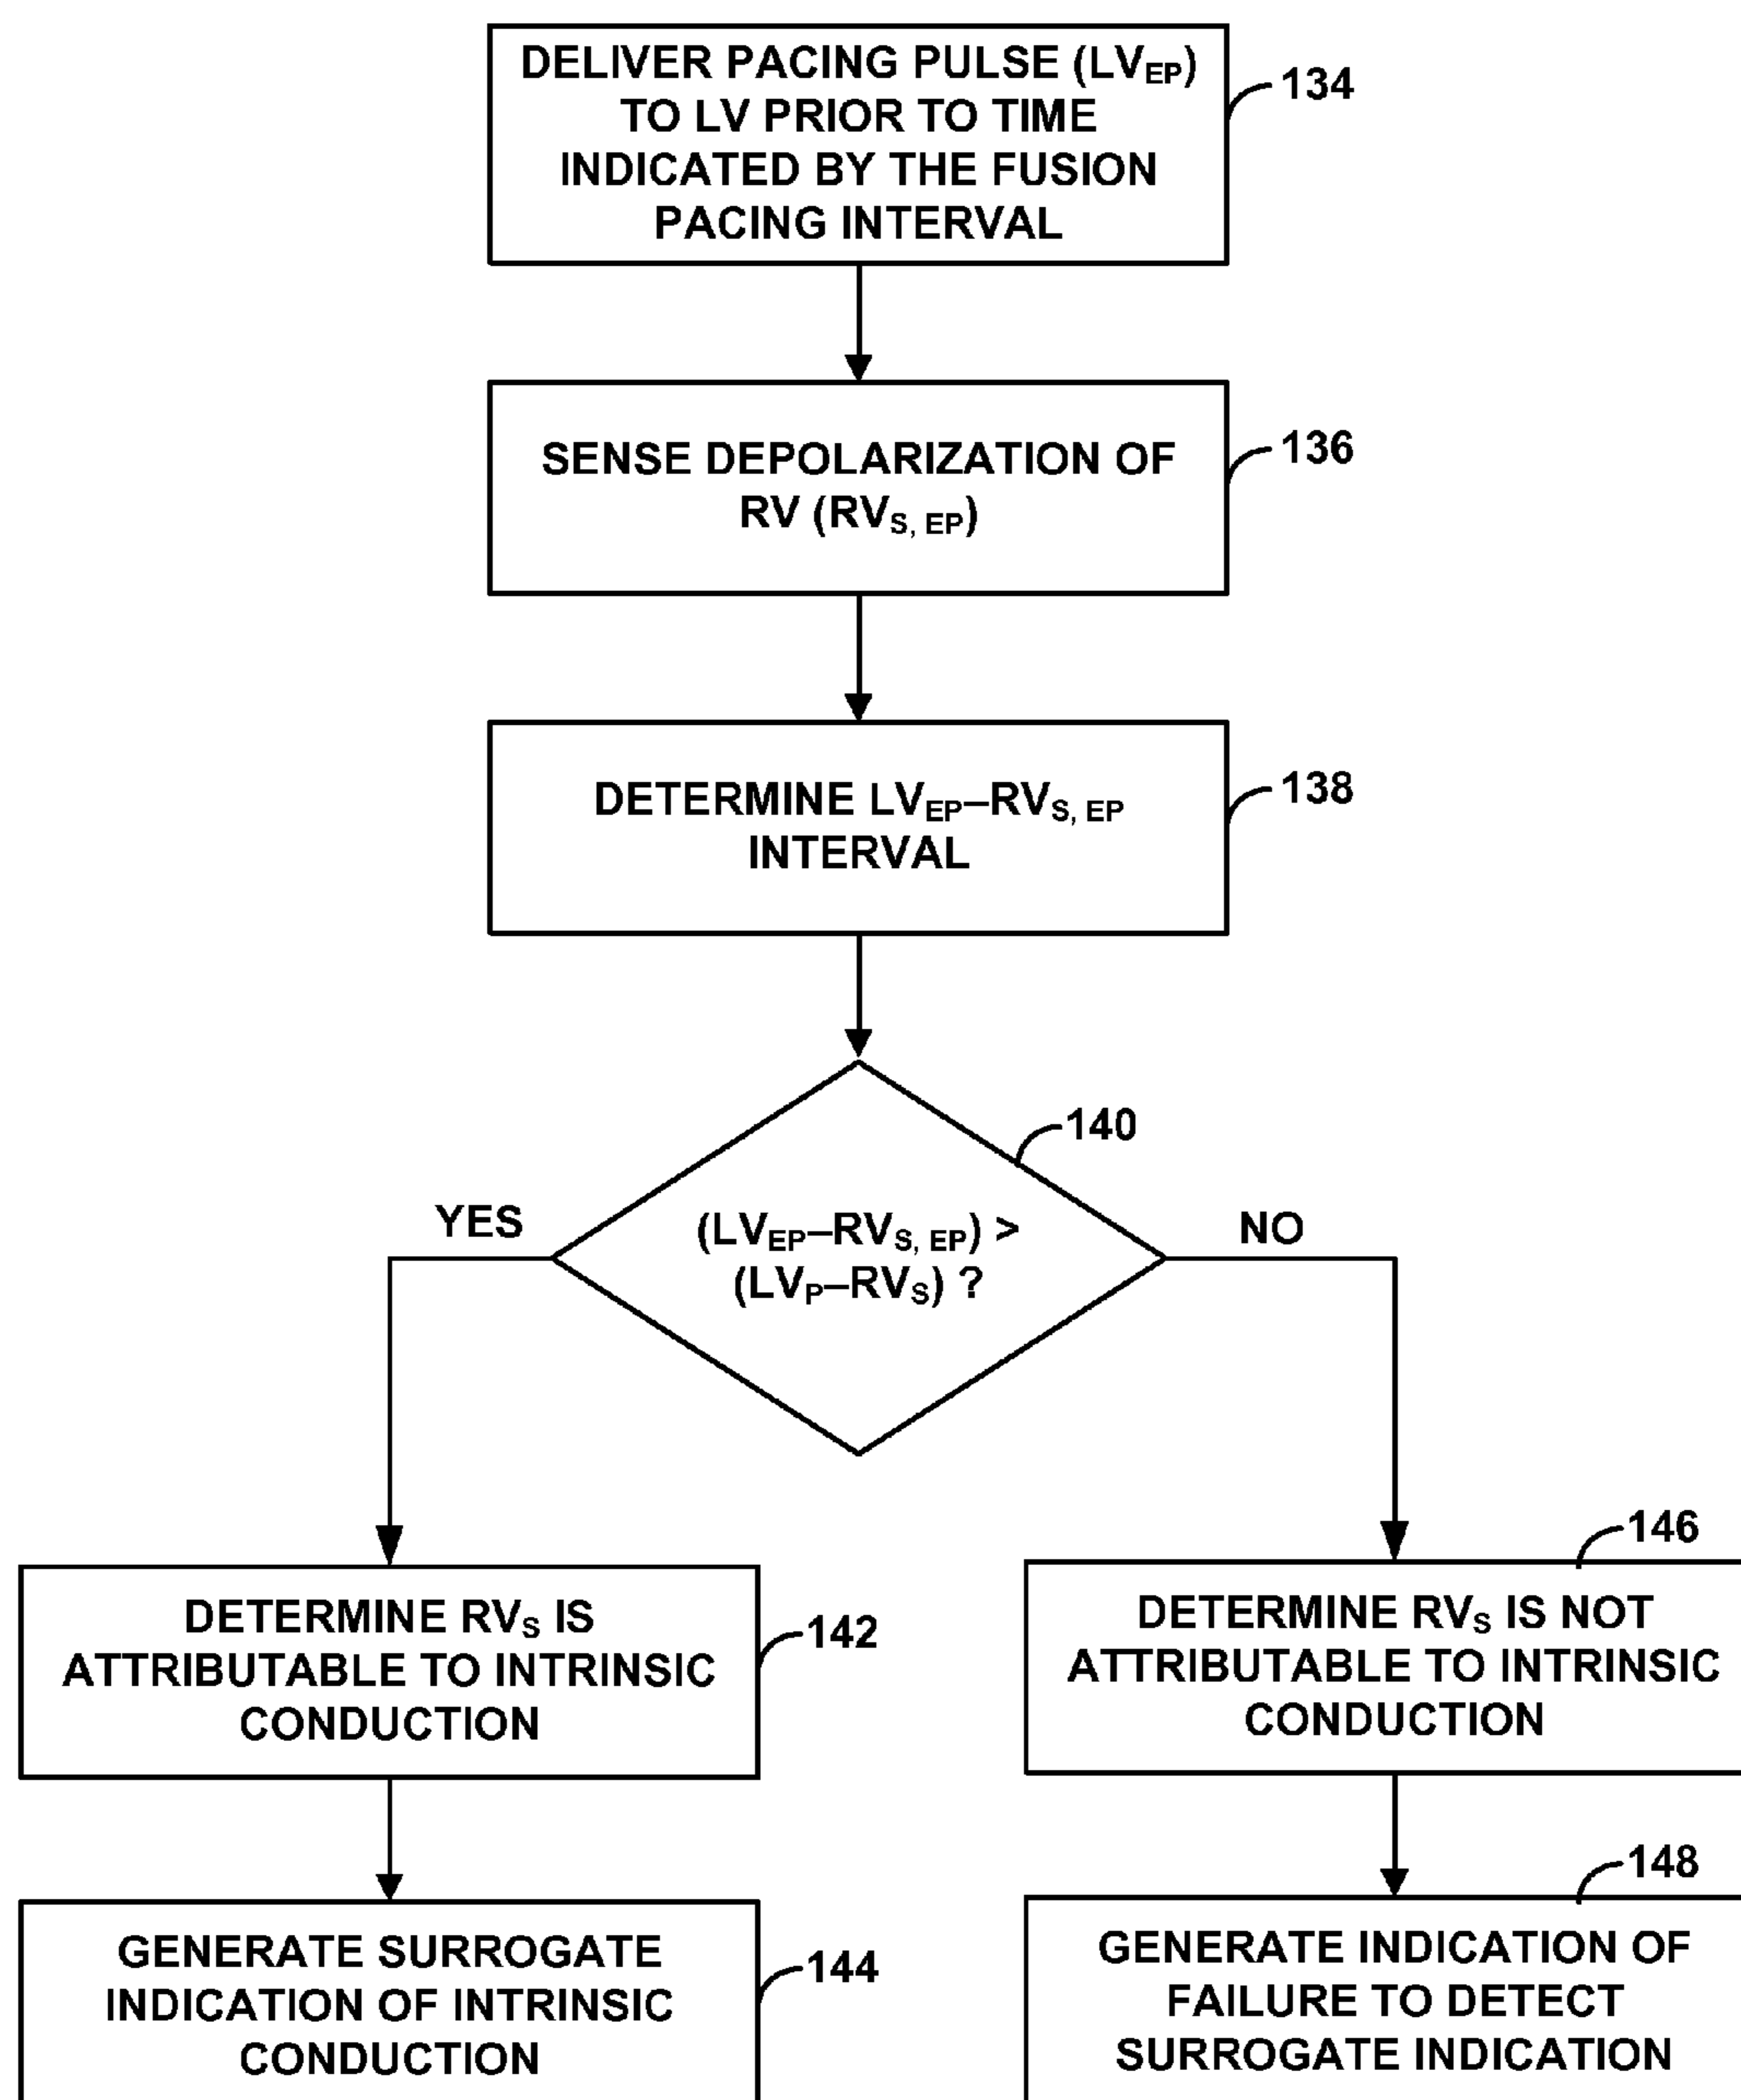 DELIVER PACING PULSE (LVEP)
TO LV PRIOR TO TIME
INDICATED BY THE FUSION
PACING INTERVAL
134
SENSE DEPOLARIZATION OF
RV (RVS, EP)
136
DETERMINE LVEP–RVS, EP
INTERVAL
138
140
(LVEP–RVS, EP) >
(LVP–RVS) ?
YES
NO
DETERMINE RVS IS
ATTRIBUTABLE TO INTRINSIC
CONDUCTION
142
146
DETERMINE RVS IS NOT
ATTRIBUTABLE TO INTRINSIC
CONDUCTION
GENERATE SURROGATE
INDICATION OF INTRINSIC
CONDUCTION
144
148
GENERATE INDICATION OF
FAILURE TO DETECT
SURROGATE INDICATION